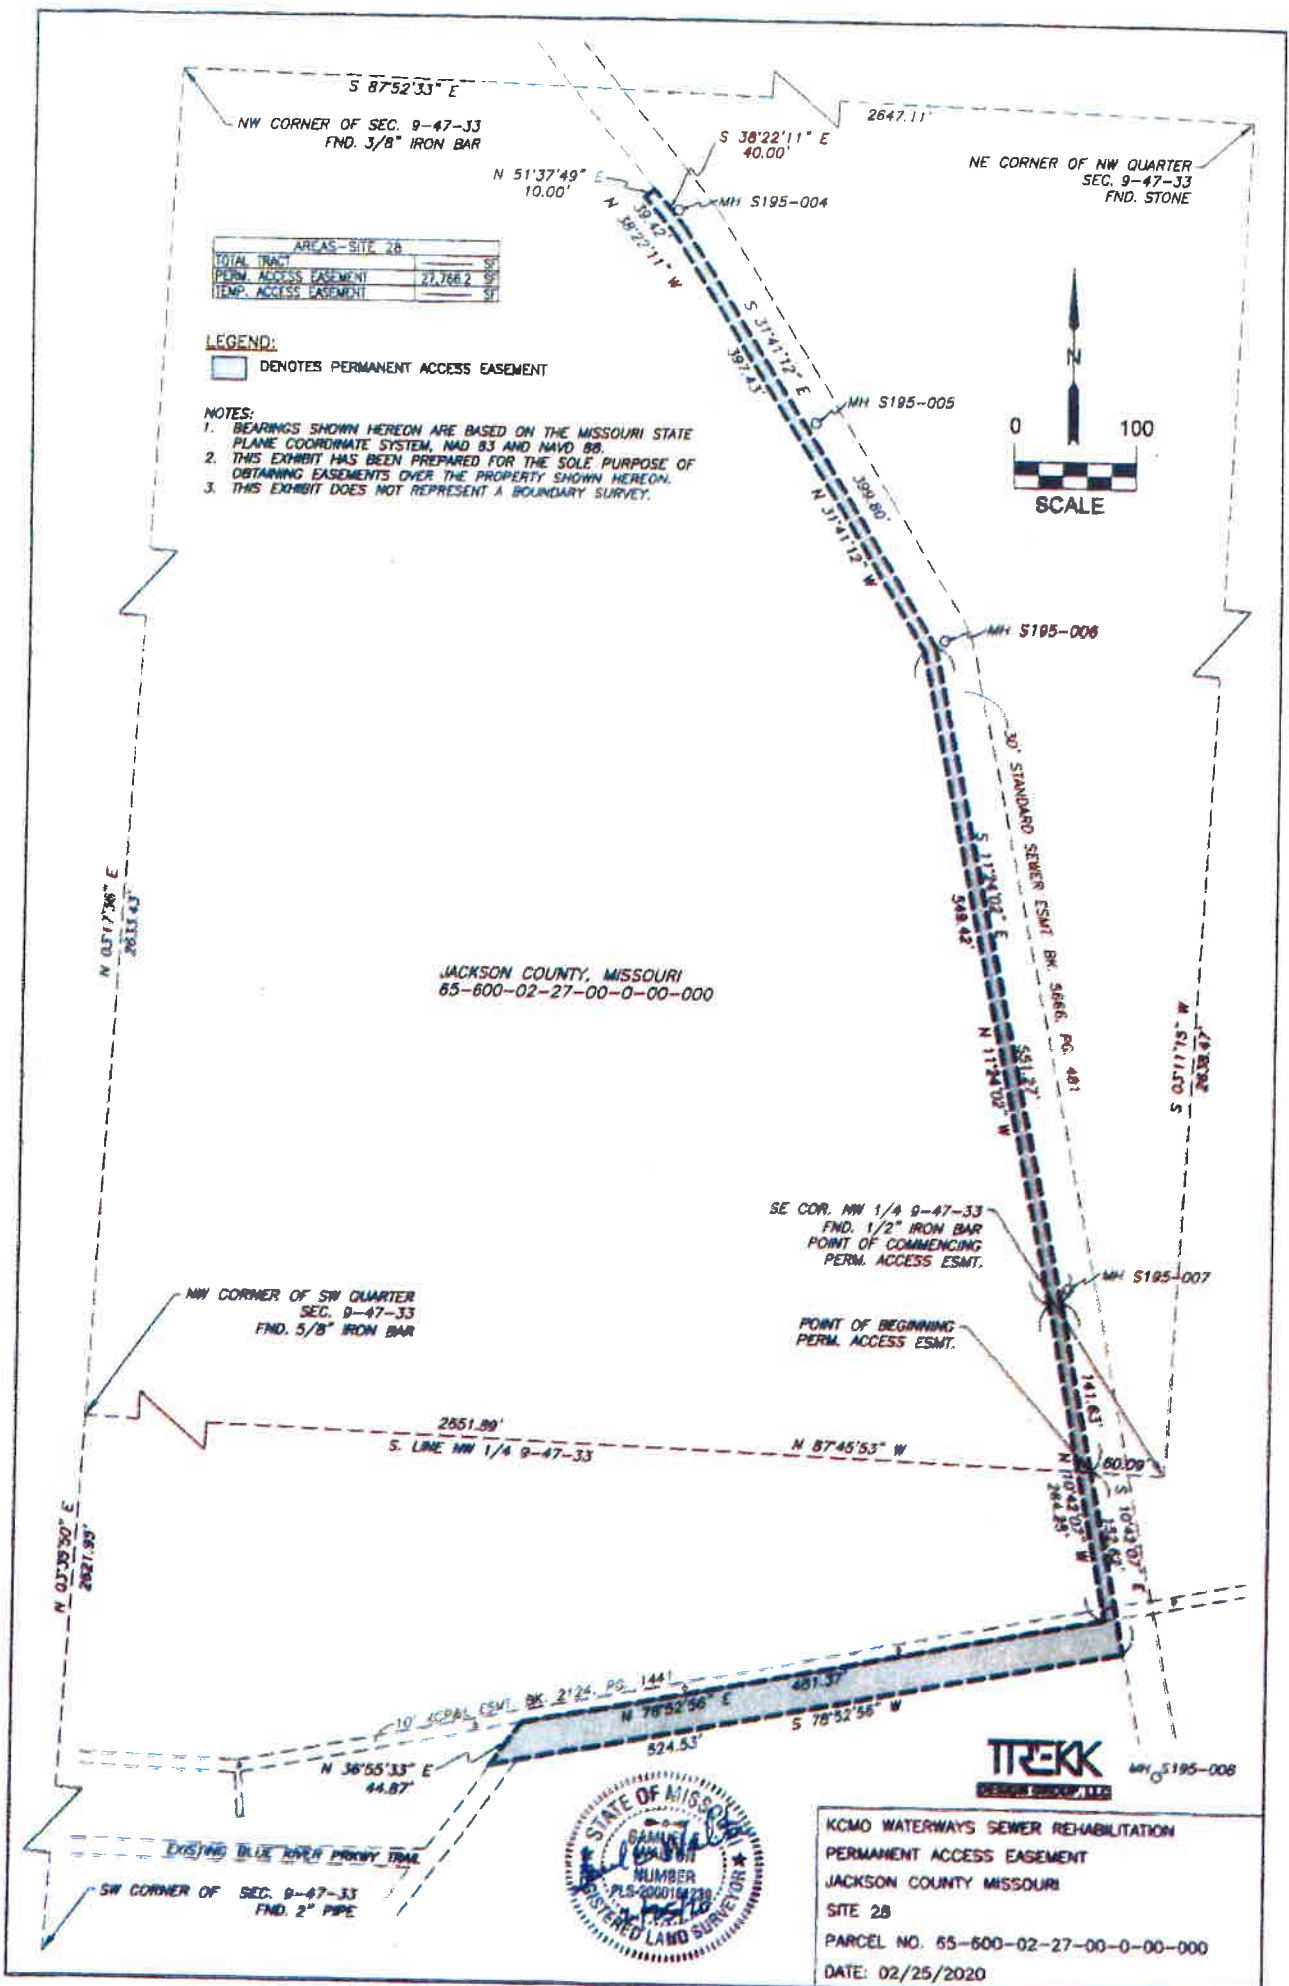 S 87°52'33" E
2647.11'
NW CORNER OF SEC. 9-47-33
FND. 3/8" IRON BAR
S 38°22'11" E
40.00'
NE CORNER OF NW QUARTER
SEC. 9-47-33
FND. STONE
N 51°37'49" E
10.00'
MH S195-004
39.42'
N 38°22'11" W
AREAS-SITE 28
TOTAL TRACT SF
PERM. ACCESS EASEMENT 27,766.2 SF
TEMP. ACCESS EASEMENT SF
LEGEND:
DENOTES PERMANENT ACCESS EASEMENT
S 31°41'12" E
397.43'
N
MH S195-005
0 100
SCALE
NOTES:
1. BEARINGS SHOWN HEREON ARE BASED ON THE MISSOURI STATE
PLANE COORDINATE SYSTEM, NAD 83 AND NAVD 88.
2. THIS EXHIBIT HAS BEEN PREPARED FOR THE SOLE PURPOSE OF
OBTAINING EASEMENTS OVER THE PROPERTY SHOWN HEREON.
3. THIS EXHIBIT DOES NOT REPRESENT A BOUNDARY SURVEY.
399.80'
N 31°41'12" W
MH S195-006
30' STANDARD SEWER ESMT. BK. 5666, PG. 481
S 11°24'02" E
549.42'
N 03°17'36" E
2633.43'
JACKSON COUNTY, MISSOURI
65-600-02-27-00-0-00-000
551.27'
N 11°24'02" W
S 03°11'15" W
2638.47'
SE COR. NW 1/4 9-47-33
FND. 1/2" IRON BAR
POINT OF COMMENCING
PERM. ACCESS ESMT.
MH S195-007
NW CORNER OF SW QUARTER
SEC. 9-47-33
FND. 5/8" IRON BAR
POINT OF BEGINNING
PERM. ACCESS ESMT.
141.63'
2651.89'
S. LINE NW 1/4 9-47-33
N 87°45'53" W
60.09'
N 10°42'07" W
284.28'
S 10°42'07" E
N 03°35'50" E
2621.95'
10' KCP&L ESMT. BK. 2124, PG. 1441
N 78°52'56" E
481.37'
S 78°52'56" W
524.53'
N 36°55'33" E
44.87'
TREKK
DESIGN GROUP, LLC
MH S195-008
EXISTING BLUE RIVER PRKWY TRAIL
SW CORNER OF SEC. 9-47-33
FND. 2" PIPE
STATE OF MISSOURI
NUMBER
REGISTERED LAND SURVEYOR
KCMO WATERWAYS SEWER REHABILITATION
PERMANENT ACCESS EASEMENT
JACKSON COUNTY MISSOURI
SITE 28
PARCEL NO. 65-600-02-27-00-0-00-000
DATE: 02/25/2020